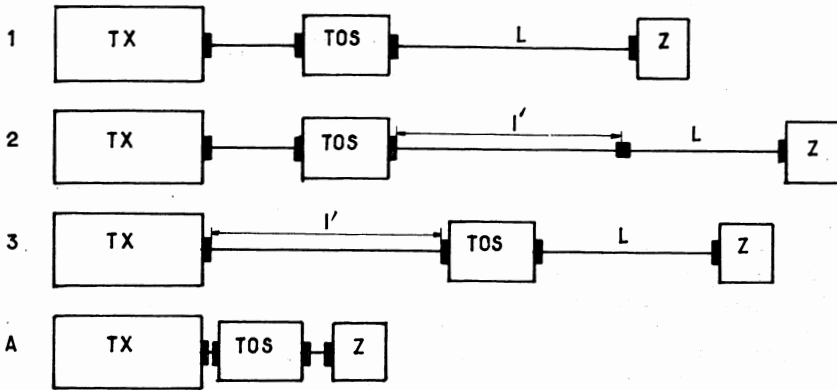 1 TX TOS L Z
2 TX TOS l' L Z
3 TX l' TOS L Z
A TX TOS Z